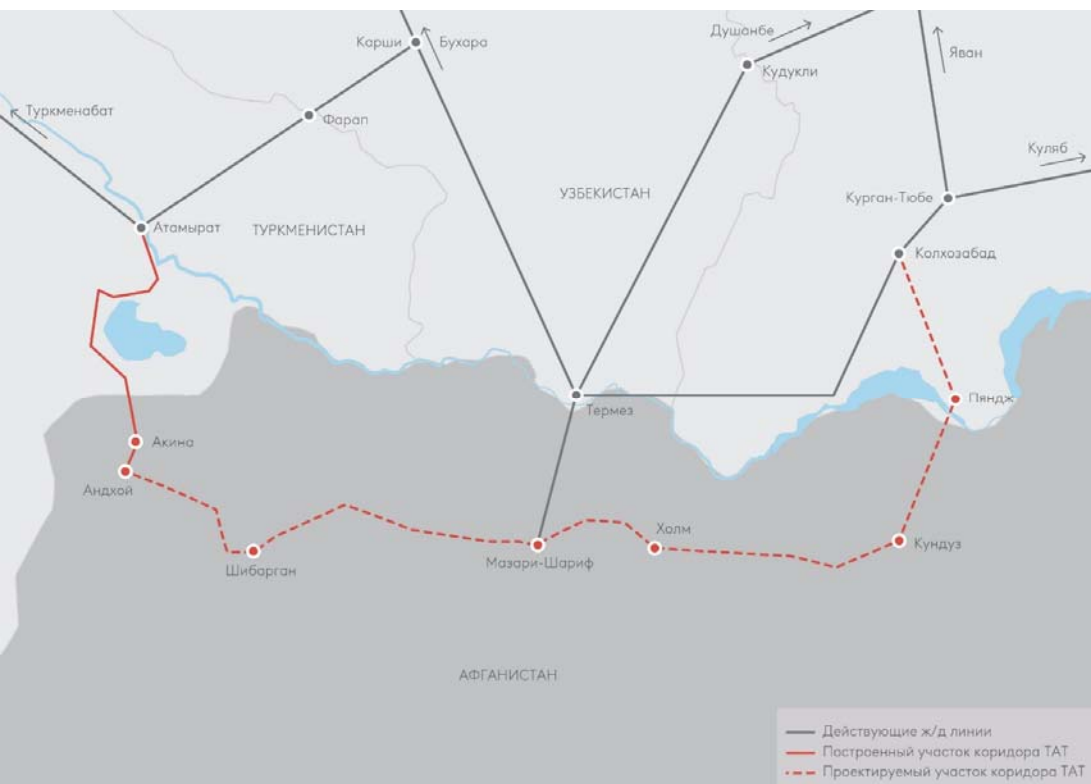 Душанбе
Карши
Бухара
Кудукли
Яван
Туркменабат
Фарап
Куляб
УЗБЕКИСТАН
Курган-Тюбе
Атамырат
ТУРКМЕНИСТАН
Колхозабад
Пяндж
Термез
Акина
Андхой
Холм
Кундуз
Мазари-Шариф
Шибарган
АФГАНИСТАН
Действующие ж/д линии
Построенный участок коридора ТАТ
Проектируемый участок коридора ТАТ